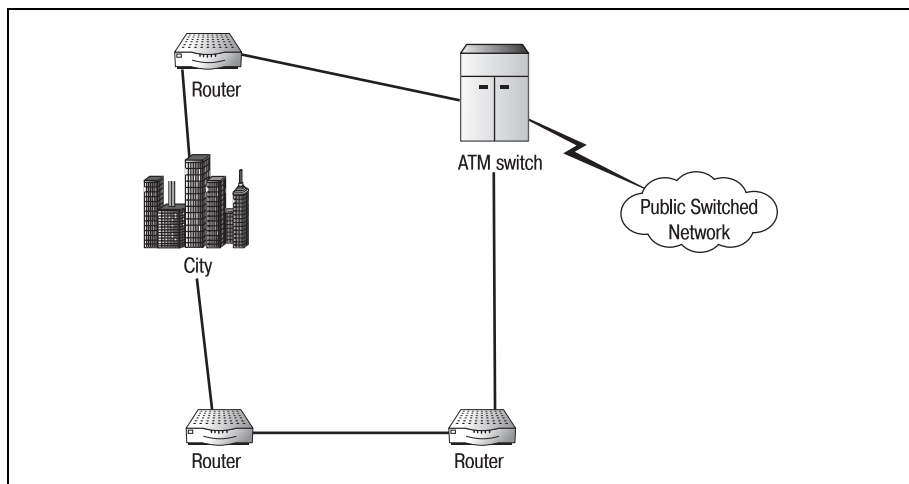 Router
ATM switch
Public Switched
Network
City
Router
Router